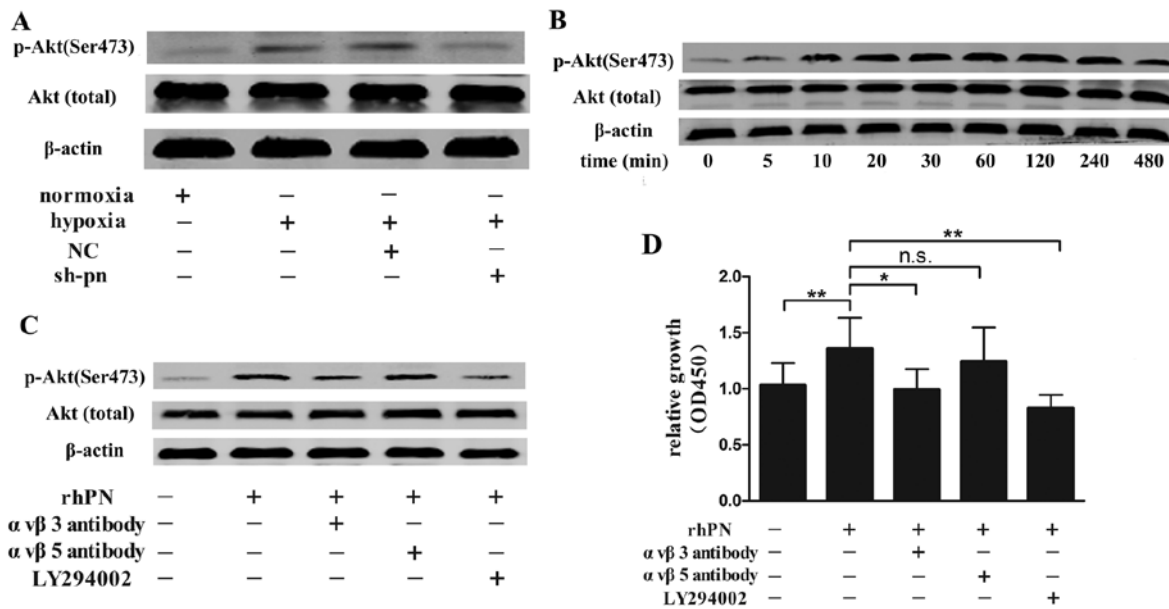 A
p-Akt(Ser473)
Akt (total)
β-actin
normoxia + − − −
hypoxia − + + +
NC − − + −
sh-pn − − − +
B
p-Akt(Ser473)
Akt (total)
β-actin
time (min) 0 5 10 20 30 60 120 240 480
C
p-Akt(Ser473)
Akt (total)
β-actin
rhPN − + + + +
α vβ 3 antibody − − + − −
α vβ 5 antibody − − − + −
LY294002 − − − − +
D
**
n.s.
*
**
relative growth
(OD450)
2.0
1.5
1.0
0.5
0.0
rhPN − + + + +
α vβ 3 antibody − − + − −
α vβ 5 antibody − − − + −
LY294002 − − − − +